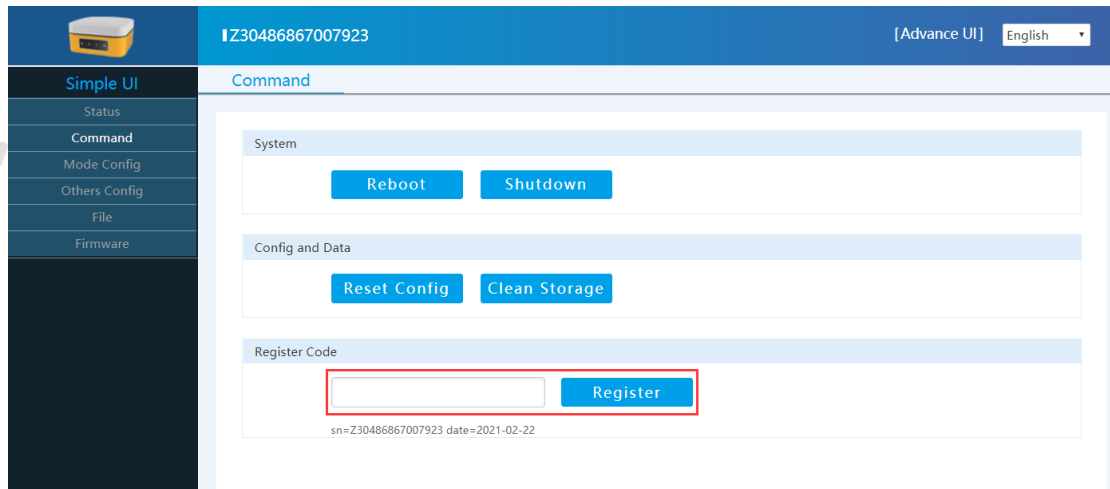 Z30486867007923
[Advance UI]
English
Simple UI
Status
Command
Mode Config
Others Config
File
Firmware
Command
System
Reboot Shutdown
Config and Data
Reset Config Clean Storage
Register Code
Register
sn=Z30486867007923 date=2021-02-22